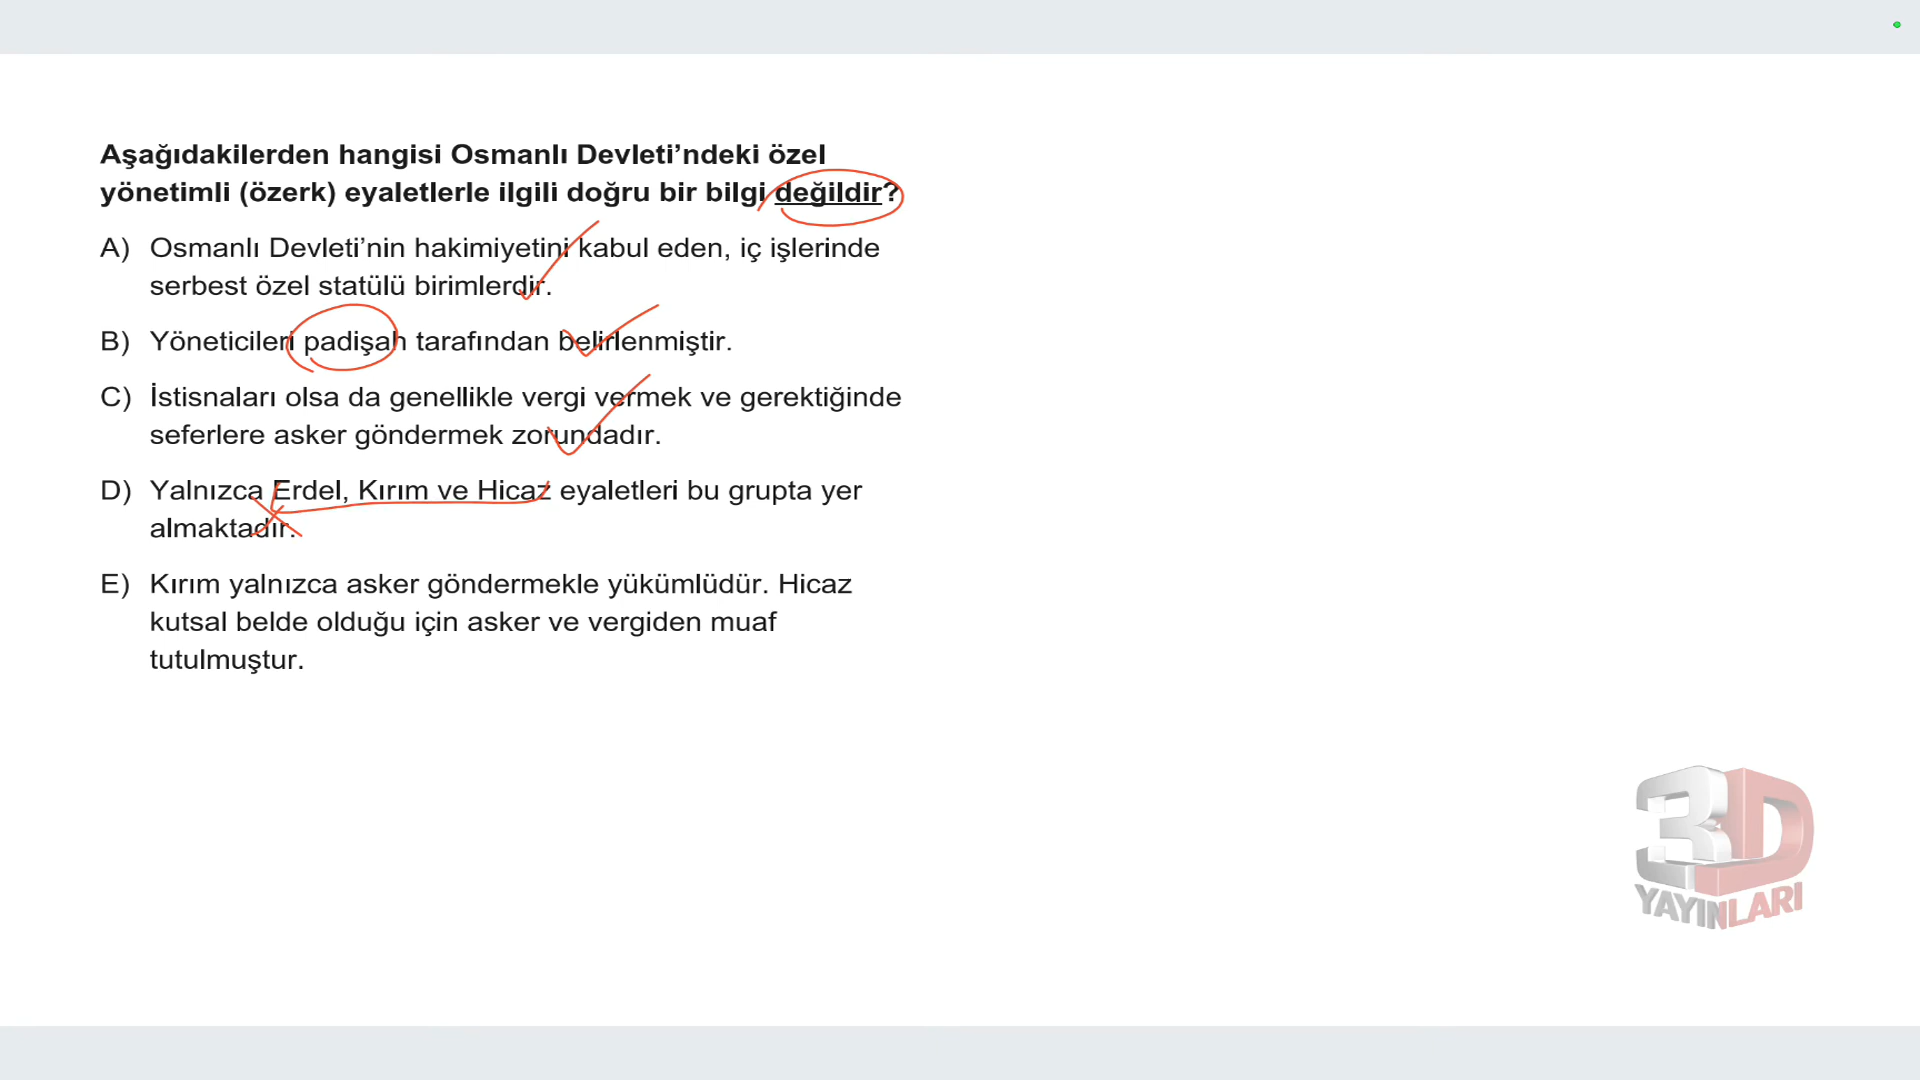 Aşağıdakilerden hangisi Osmanlı Devleti’ndeki özel
yönetimli (özerk) eyaletlerle ilgili doğru bir bilgi değildir?
A) Osmanlı Devleti’nin hakimiyetini kabul eden, iç işlerinde
serbest özel statülü birimlerdir.
B) Yöneticileri padişah tarafından belirlenmiştir.
C) İstisnaları olsa da genellikle vergi vermek ve gerektiğinde
seferlere asker göndermek zorundadır.
D) Yalnızca Erdel, Kırım ve Hicaz eyaletleri bu grupta yer
almaktadır.
E) Kırım yalnızca asker göndermekle yükümlüdür. Hicaz
kutsal belde olduğu için asker ve vergiden muaf
tutulmuştur.
3D
YAYINLARI